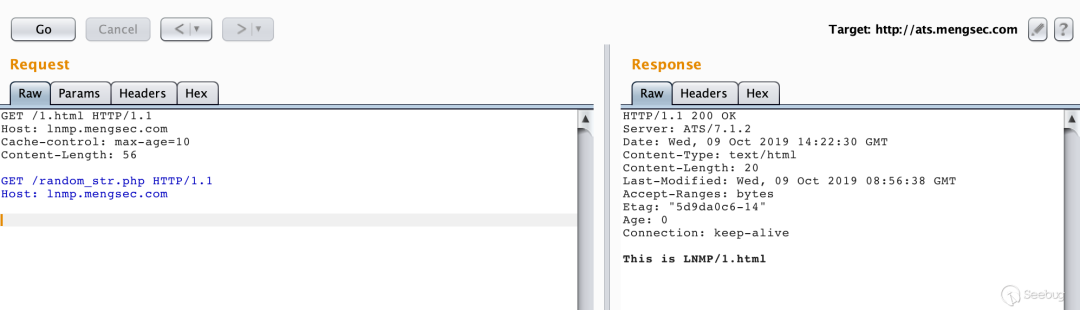 Go Cancel < > Target: http://ats.mengsec.com ?
Request
Raw Params Headers Hex
GET /1.html HTTP/1.1
Host: lnmp.mengsec.com
Cache-control: max-age=10
Content-Length: 56
GET /random_str.php HTTP/1.1
Host: lnmp.mengsec.com
Response
Raw Headers Hex
HTTP/1.1 200 OK
Server: ATS/7.1.2
Date: Wed, 09 Oct 2019 14:22:30 GMT
Content-Type: text/html
Content-Length: 20
Last-Modified: Wed, 09 Oct 2019 08:56:38 GMT
Accept-Ranges: bytes
Etag: "5d9da0c6-14"
Age: 0
Connection: keep-alive
This is LNMP/1.html
Seebug